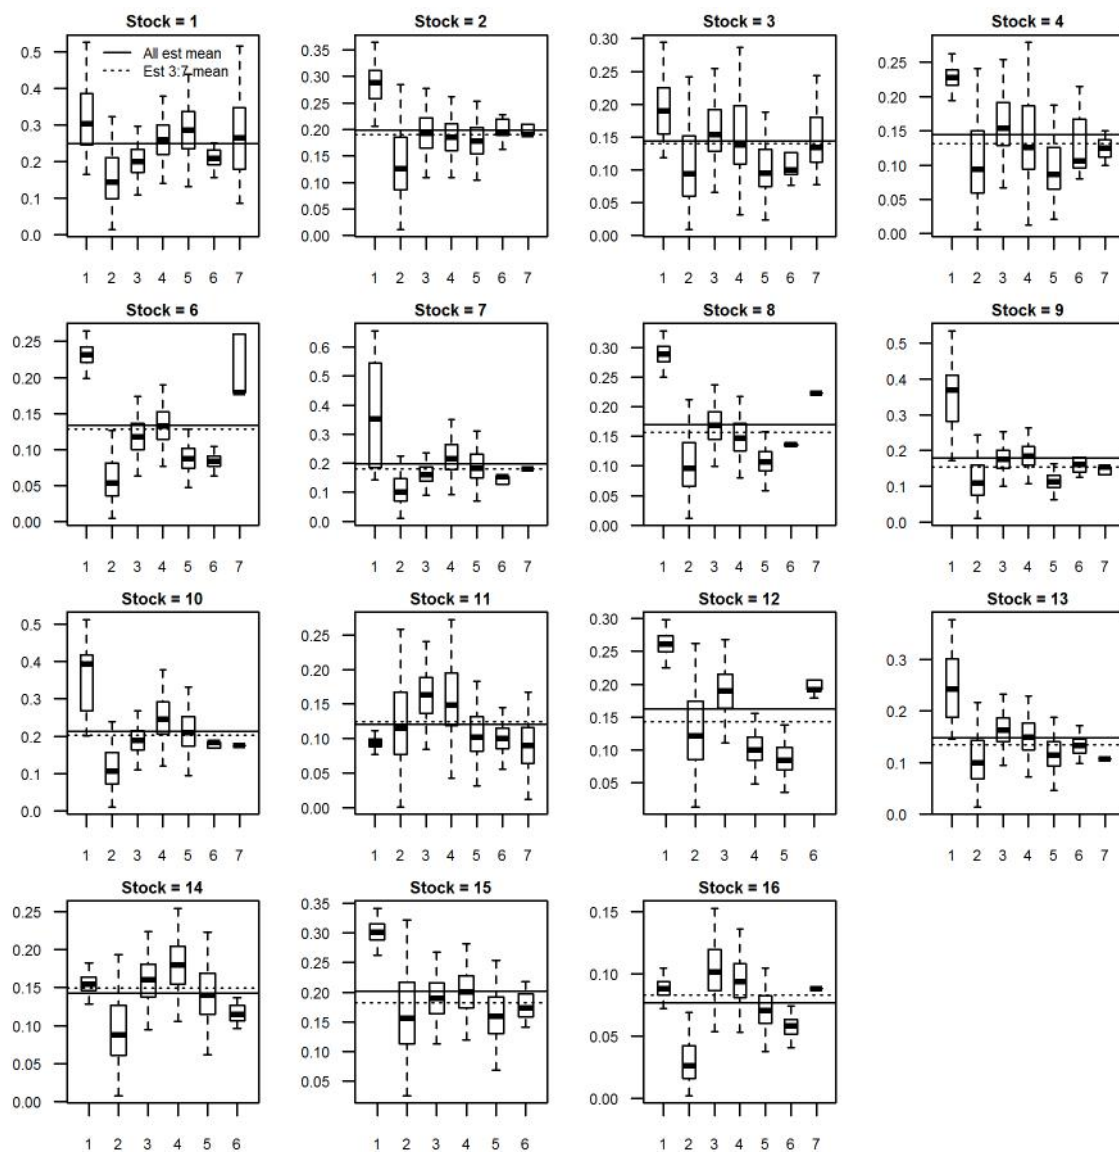 Stock = 1
0.5
0.4
0.3
0.2
0.1
0.0
All est mean
Est 3:7 mean
1 2 3 4 5 6 7
Stock = 2
0.35
0.30
0.25
0.20
0.15
0.10
0.05
0.00
1 2 3 4 5 6 7
Stock = 3
0.30
0.25
0.20
0.15
0.10
0.05
0.00
1 2 3 4 5 6 7
Stock = 4
0.25
0.20
0.15
0.10
0.05
0.00
1 2 3 4 5 6 7
Stock = 6
0.25
0.20
0.15
0.10
0.05
0.00
1 2 3 4 5 6 7
Stock = 7
0.6
0.5
0.4
0.3
0.2
0.1
0.0
1 2 3 4 5 6 7
Stock = 8
0.30
0.25
0.20
0.15
0.10
0.05
0.00
1 2 3 4 5 6 7
Stock = 9
0.5
0.4
0.3
0.2
0.1
0.0
1 2 3 4 5 6 7
Stock = 10
0.5
0.4
0.3
0.2
0.1
0.0
1 2 3 4 5 6 7
Stock = 11
0.25
0.20
0.15
0.10
0.05
0.00
1 2 3 4 5 6 7
Stock = 12
0.30
0.25
0.20
0.15
0.10
0.05
1 2 3 4 5 6
Stock = 13
0.3
0.2
0.1
0.0
1 2 3 4 5 6 7
Stock = 14
0.25
0.20
0.15
0.10
0.05
0.00
1 2 3 4 5 6
Stock = 15
0.35
0.30
0.25
0.20
0.15
0.10
0.05
1 2 3 4 5 6
Stock = 16
0.15
0.10
0.05
0.00
1 2 3 4 5 6 7